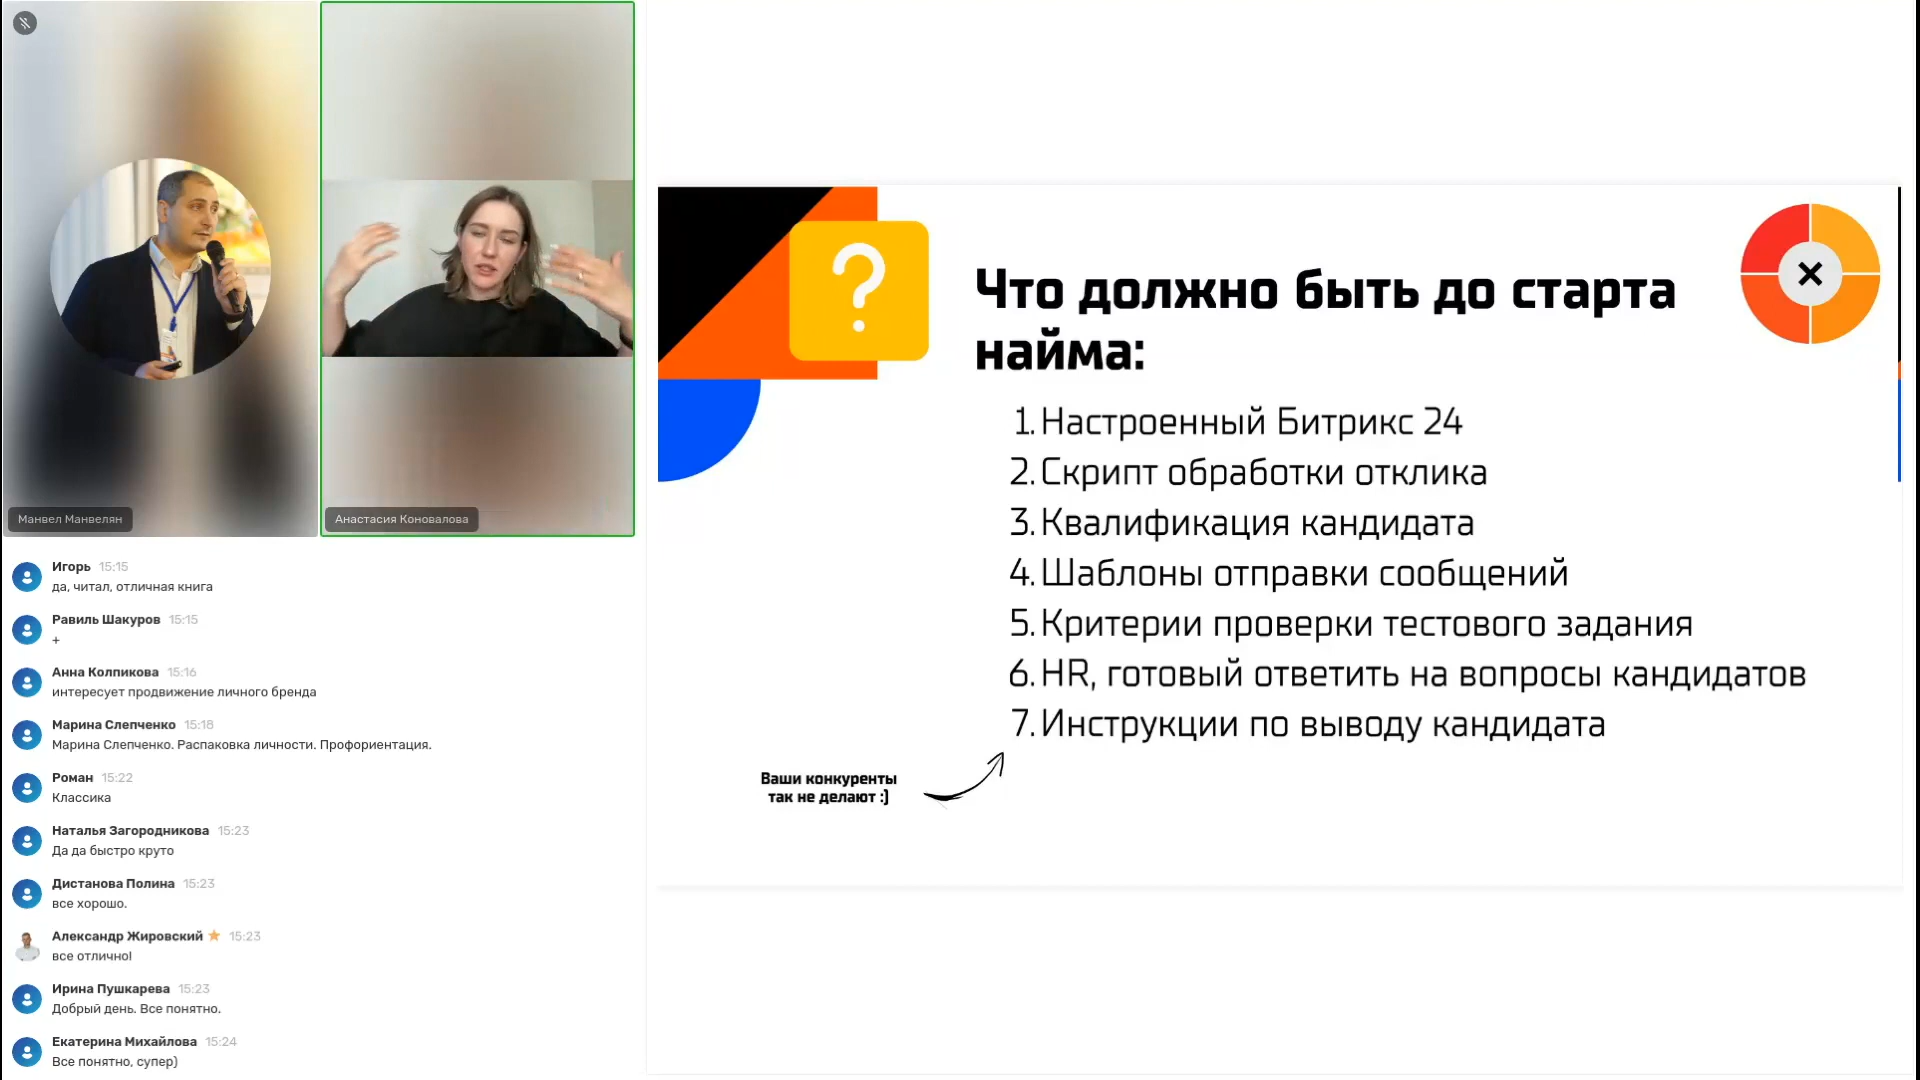 Манвел Манвелян
Анастасия Коновалова
Игорь 15:15
да, читал, отличная книга
Равиль Шакуров 15:15
+
Анна Колпикова 15:16
интересует продвижение личного бренда
Марина Слепченко 15:18
Марина Слепченко. Распаковка личности. Профориентация.
Роман 15:22
Классика
Наталья Загородникова 15:23
Да да быстро круто
Дистанова Полина 15:23
все хорошо.
Александр Жировский 15:23
все отлично!
Ирина Пушкарева 15:23
Добрый день. Все понятно.
Екатерина Михайлова 15:24
Все понятно, супер)
?
Что должно быть до старта
найма:
1. Настроенный Битрикс 24
2. Скрипт обработки отклика
3. Квалификация кандидата
4. Шаблоны отправки сообщений
5. Критерии проверки тестового задания
6. HR, готовый ответить на вопросы кандидатов
7. Инструкции по выводу кандидата
Ваши конкуренты
так не делают :)